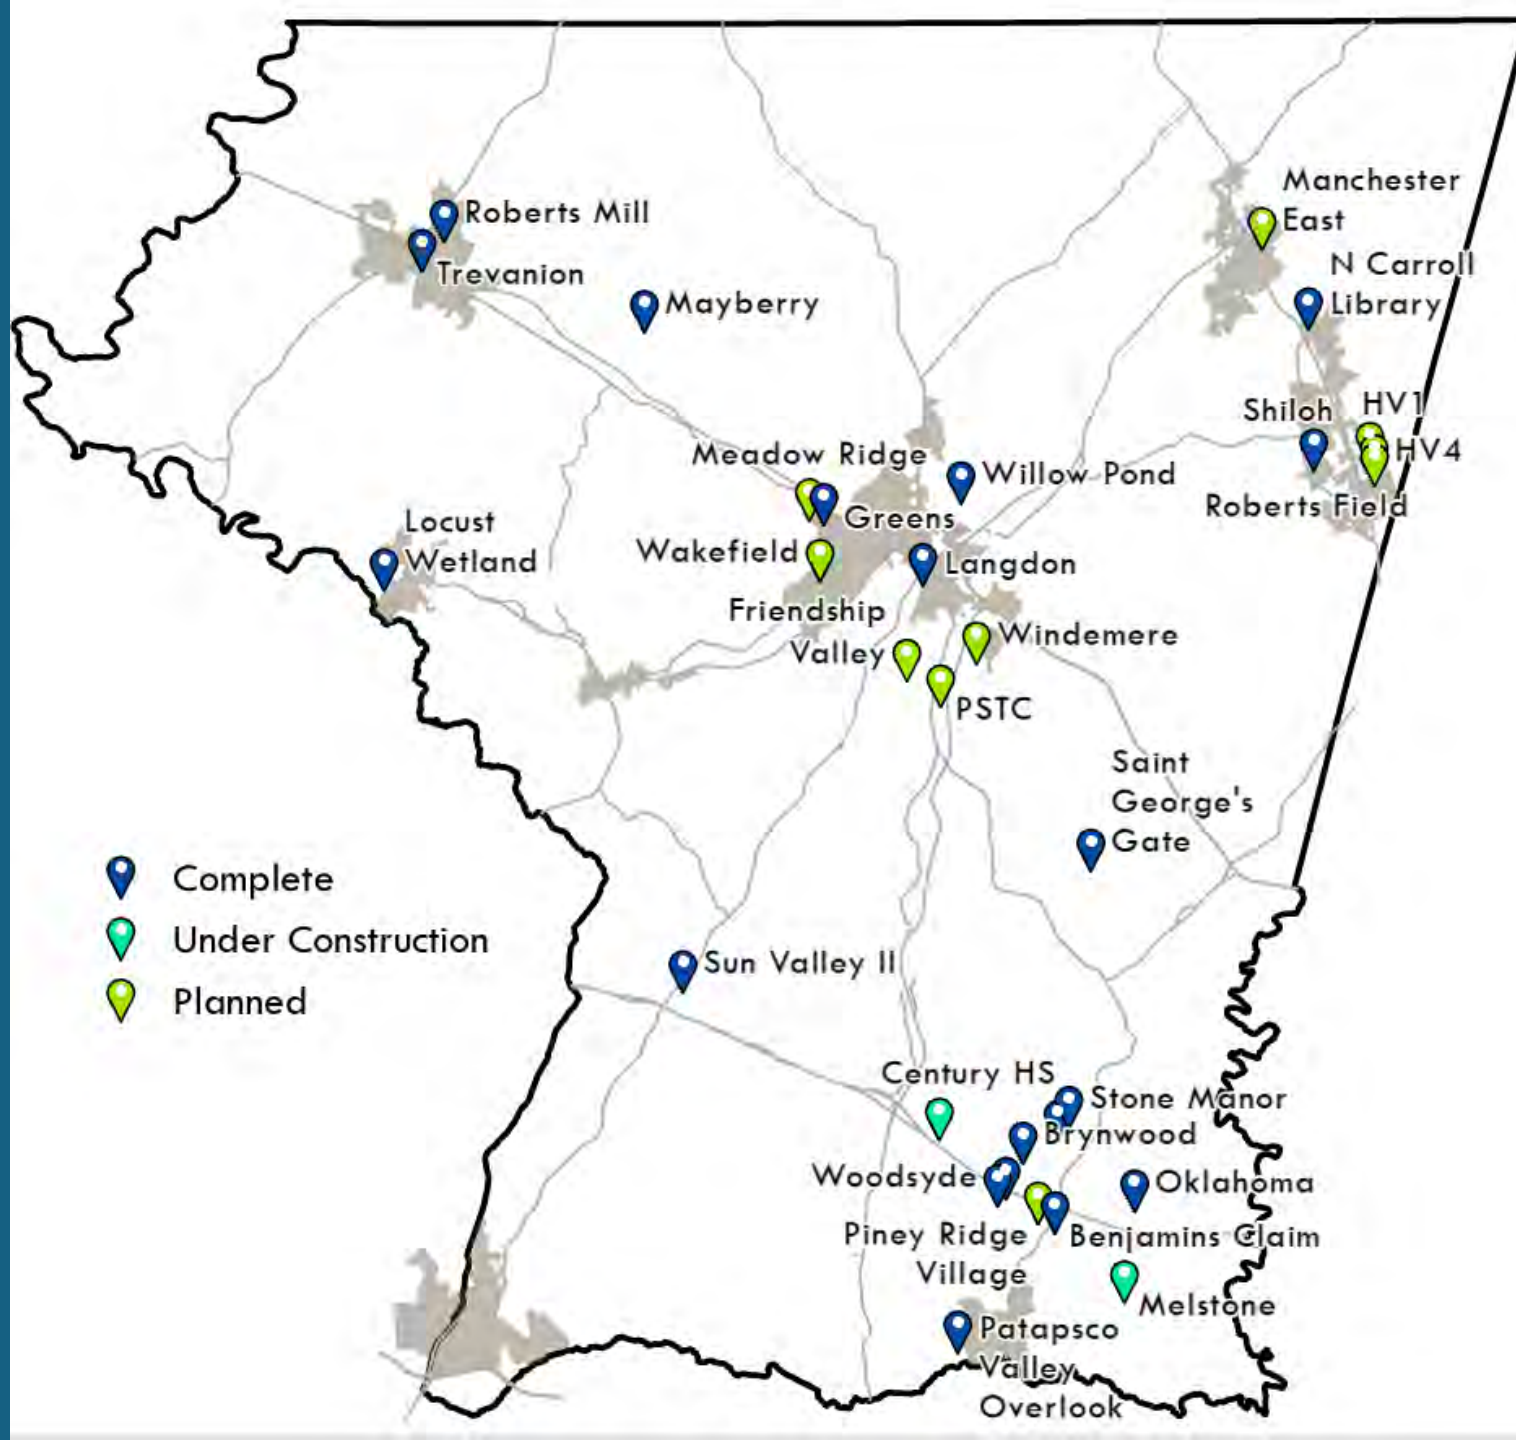 Manchester
East
Roberts Mill
Trevanion
N Carroll
Library
Mayberry
Shiloh
HV1
HV4
Meadow Ridge
Willow Pond
Roberts Field
Greens
Locust
Wetland
Wakefield
Langdon
Friendship
Valley
Windemere
PSTC
Saint
George's
Gate
Complete
Under Construction
Planned
Sun Valley II
Century HS
Stone Manor
Brynwood
Woodsyde
Oklahoma
Piney Ridge
Village
Benjamins Claim
Melstone
Patapsco
Valley
Overlook